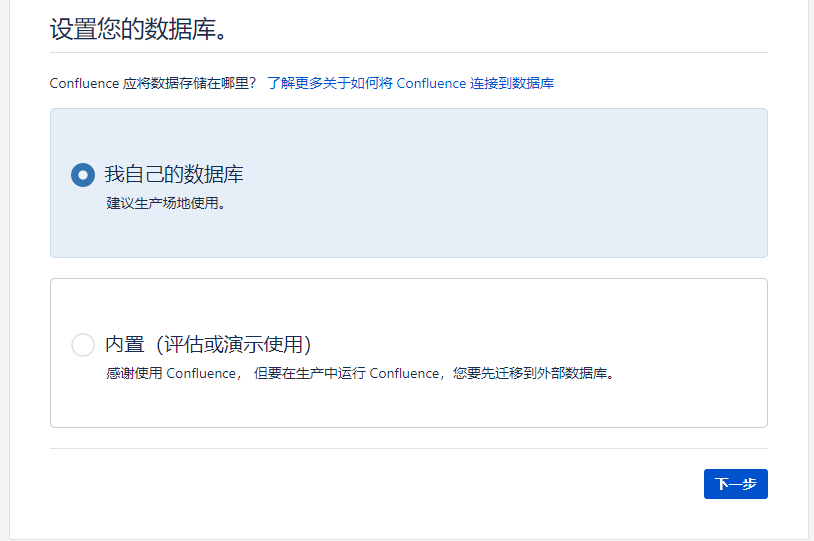 设置您的数据库。
Confluence 应将数据存储在哪里? 了解更多关于如何将 Confluence 连接到数据库
我自己的数据库
建议生产场地使用。
内置（评估或演示使用）
感谢使用 Confluence， 但要在生产中运行 Confluence，您要先迁移到外部数据库。
下一步